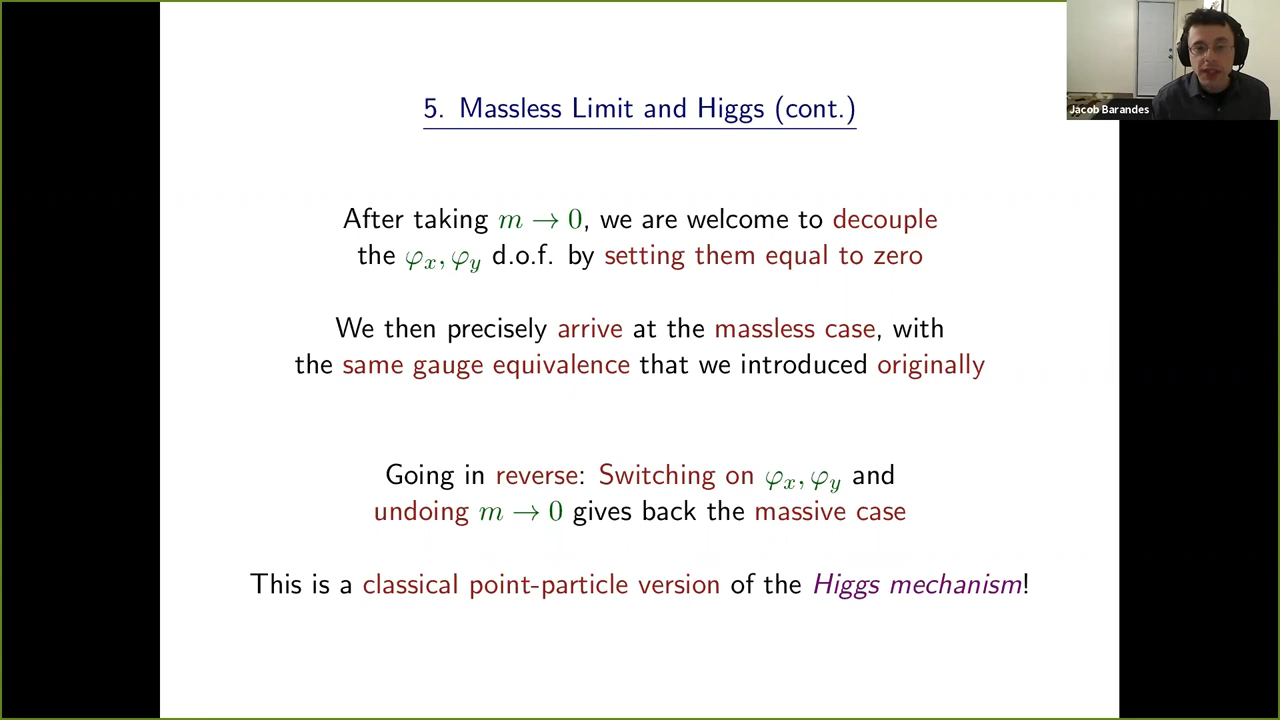 5. Massless Limit and Higgs (cont.)
Jacob Barandes
After taking m → 0, we are welcome to decouple
the φx, φy d.o.f. by setting them equal to zero
We then precisely arrive at the massless case, with
the same gauge equivalence that we introduced originally
Going in reverse: Switching on φx, φy and
undoing m → 0 gives back the massive case
This is a classical point-particle version of the Higgs mechanism!